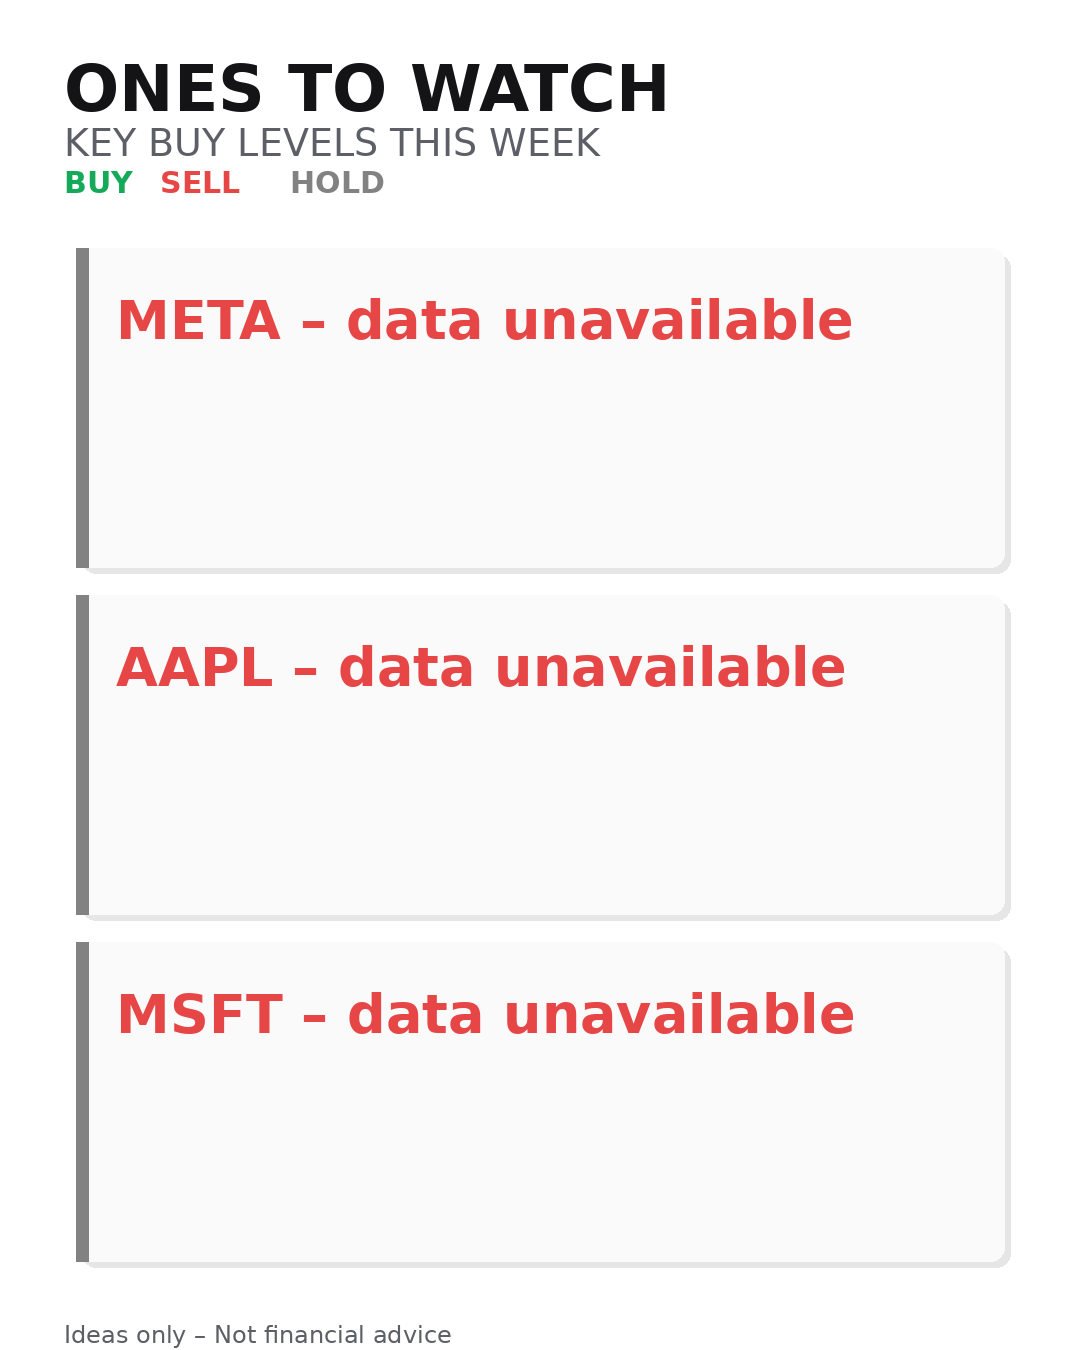 ONES TO WATCH
KEY BUY LEVELS THIS WEEK
BUY SELL HOLD
META – data unavailable
AAPL – data unavailable
MSFT – data unavailable
Ideas only – Not financial advice